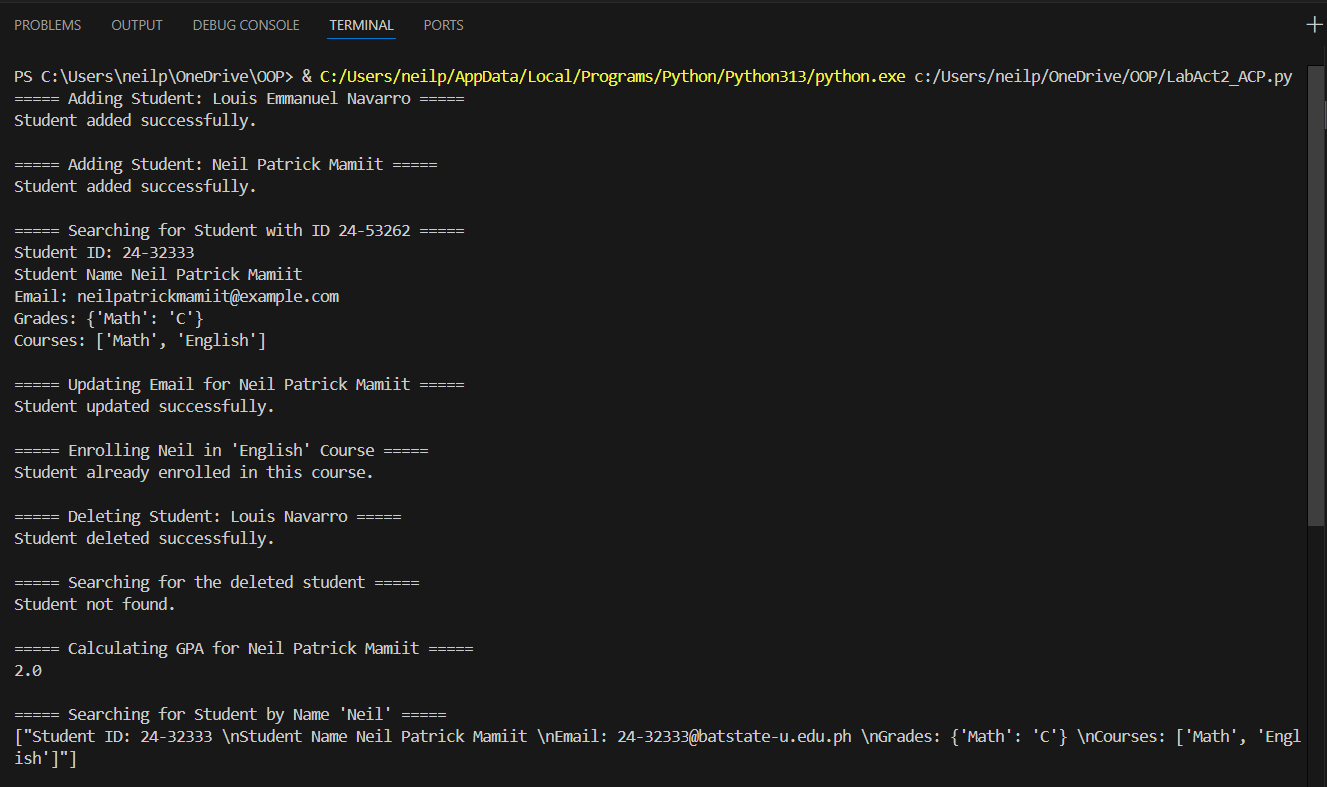 PROBLEMS OUTPUT DEBUG CONSOLE TERMINAL PORTS
PS C:\Users\neilp\OneDrive\OOP> & C:/Users/neilp/AppData/Local/Programs/Python/Python313/python.exe c:/Users/neilp/OneDrive/OOP/LabAct2_ACP.py
===== Adding Student: Louis Emmanuel Navarro =====
Student added successfully.

===== Adding Student: Neil Patrick Mamiit =====
Student added successfully.

===== Searching for Student with ID 24-53262 =====
Student ID: 24-32333
Student Name Neil Patrick Mamiit
Email: neilpatrickmamiit@example.com
Grades: {'Math': 'C'}
Courses: ['Math', 'English']

===== Updating Email for Neil Patrick Mamiit =====
Student updated successfully.

===== Enrolling Neil in 'English' Course =====
Student already enrolled in this course.

===== Deleting Student: Louis Navarro =====
Student deleted successfully.

===== Searching for the deleted student =====
Student not found.

===== Calculating GPA for Neil Patrick Mamiit =====
2.0

===== Searching for Student by Name 'Neil' =====
["Student ID: 24-32333 \nStudent Name Neil Patrick Mamiit \nEmail: 24-32333@batstate-u.edu.ph \nGrades: {'Math': 'C'} \nCourses: ['Math', 'Engl
ish']"]